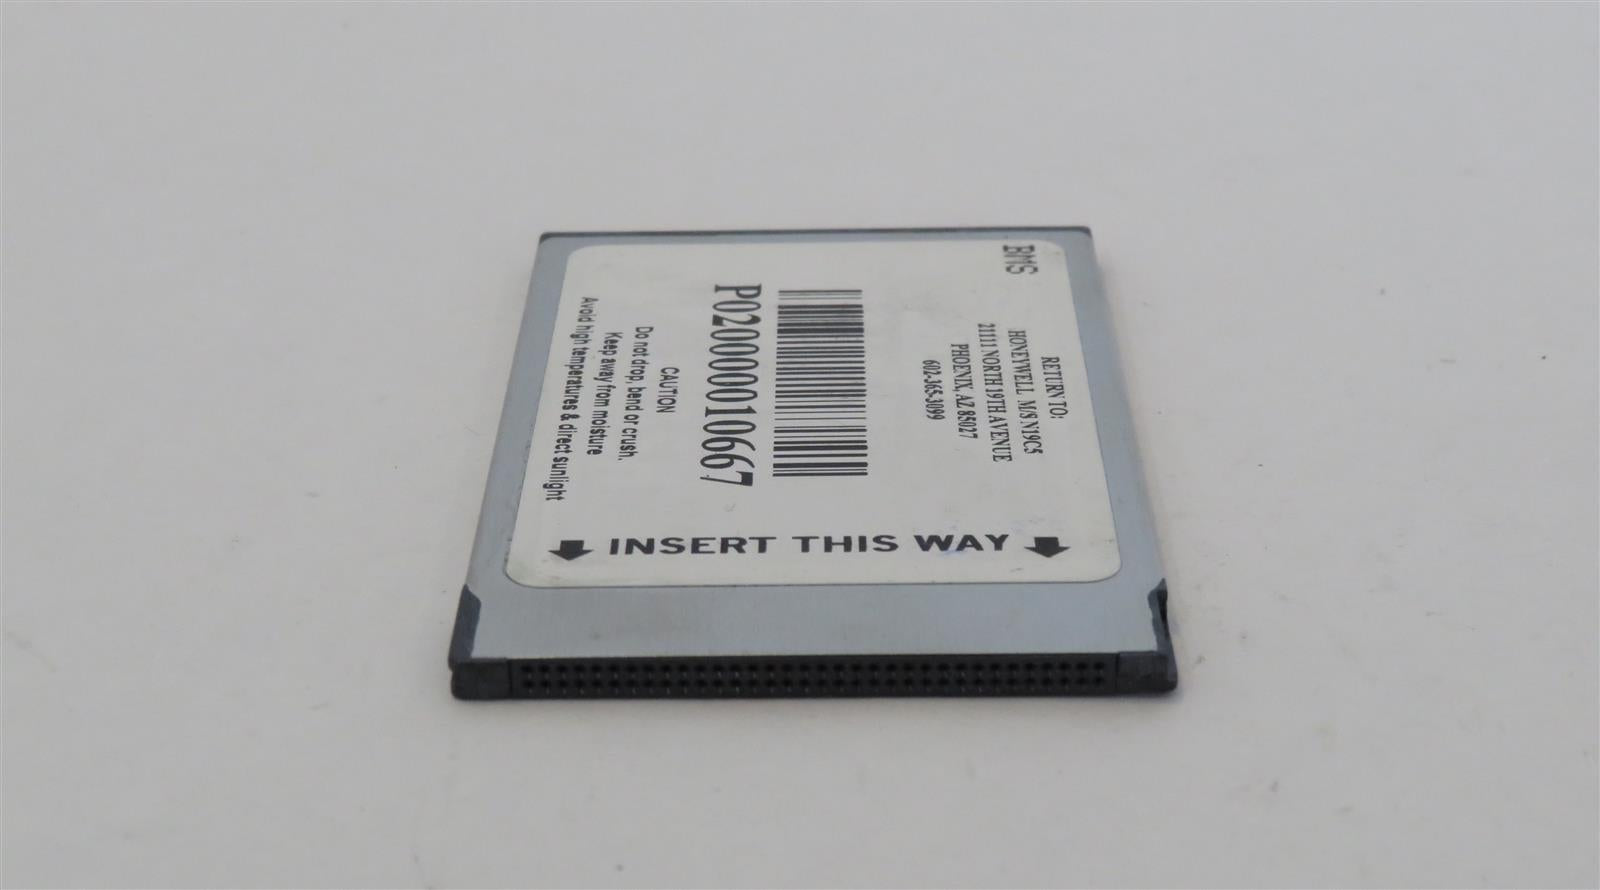 BMS
RETURN TO:
HONEYWELL M/S N19C5
21111 NORTH 19TH AVENUE
PHOENIX, AZ 85027
602-365-3099
P0200000010667
CAUTION
Do not drop, bend or crush.
Keep away from moisture
Avoid high temperatures & direct sunlight
INSERT THIS WAY